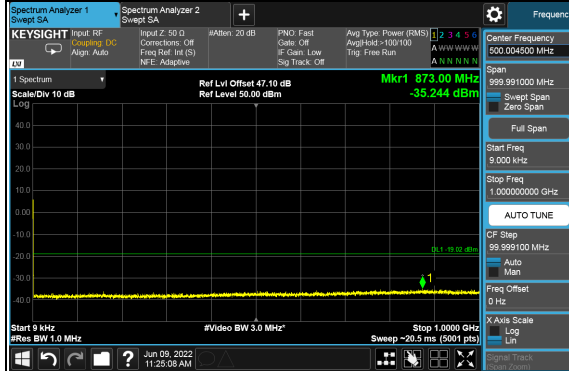 Spectrum Analyzer 1
Swept SA
Spectrum Analyzer 2
Swept SA
+
Frequenc
KEYSIGHT
Input: RF
Coupling: DC
Align: Auto
Input Z: 50 Ω
Corrections: Off
Freq Ref: Int (S)
NFE: Adaptive
#Atten: 20 dB
PNO: Fast
Gate: Off
IF Gain: Low
Sig Track: Off
Avg Type: Power (RMS)
Avg|Hold:>100/100
Trig: Free Run
1 2 3 4 5 6
A W W W W W
A N N N N N
LXI
1 Spectrum
Scale/Div 10 dB
Log
Ref Lvl Offset 47.10 dB
Ref Level 50.00 dBm
Mkr1 873.00 MHz
-35.244 dBm
40.0
30.0
20.0
10.0
0.00
-10.0
-20.0
-30.0
-40.0
DL1 -19.02 dBm
1
Start 9 kHz
#Res BW 1.0 MHz
#Video BW 3.0 MHz*
Stop 1.0000 GHz
Sweep ~20.5 ms (5001 pts)
?
Jun 09, 2022
11:25:08 AM
Center Frequency
500.004500 MHz
Span
999.991000 MHz
Swept Span
Zero Span
Full Span
Start Freq
9.000 kHz
Stop Freq
1.000000000 GHz
AUTO TUNE
CF Step
99.999100 MHz
Auto
Man
Freq Offset
0 Hz
X Axis Scale
Log
Lin
Signal Track
(Span Zoom)